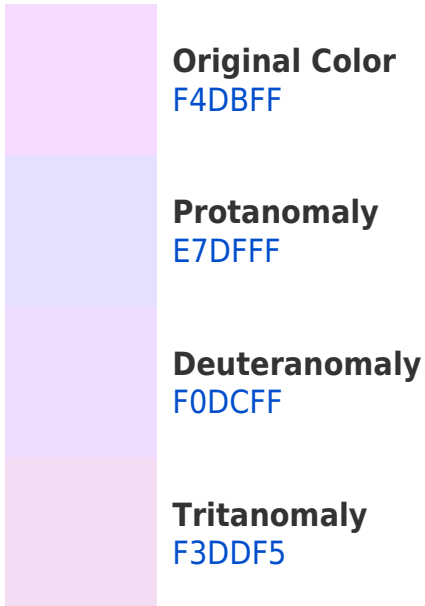 Original Color
F4DBFF
Protanomaly
E7DFFF
Deuteranomaly
F0DCFF
Tritanomaly
F3DDF5